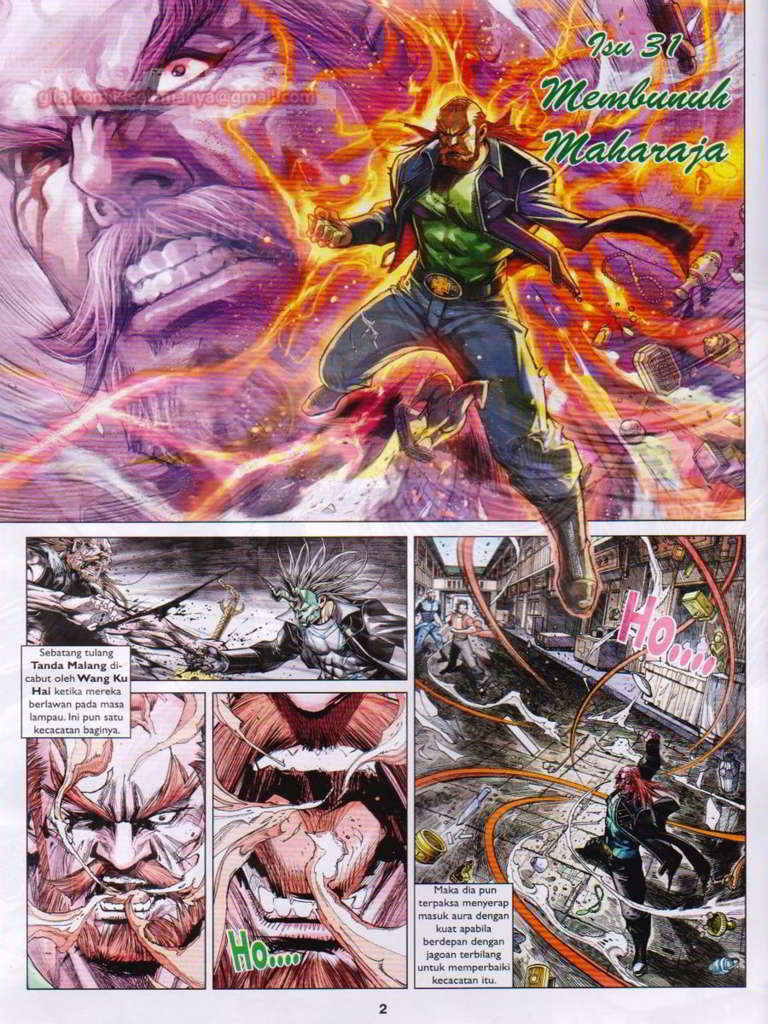 Isu 31
Membunuh
Maharaja
Sebatang tulang
Tanda Malang di-
cabut oleh Wang Ku
Hai ketika mereka
berlawan pada masa
lampau. Ini pun satu
kecacatan baginya.
Ho....
Ho....
Maka dia pun
terpaksa menyerap
masuk aura dengan
kuat apabila
berdepan dengan
jagoan terbilang
untuk memperbaiki
kecacatan itu.
2